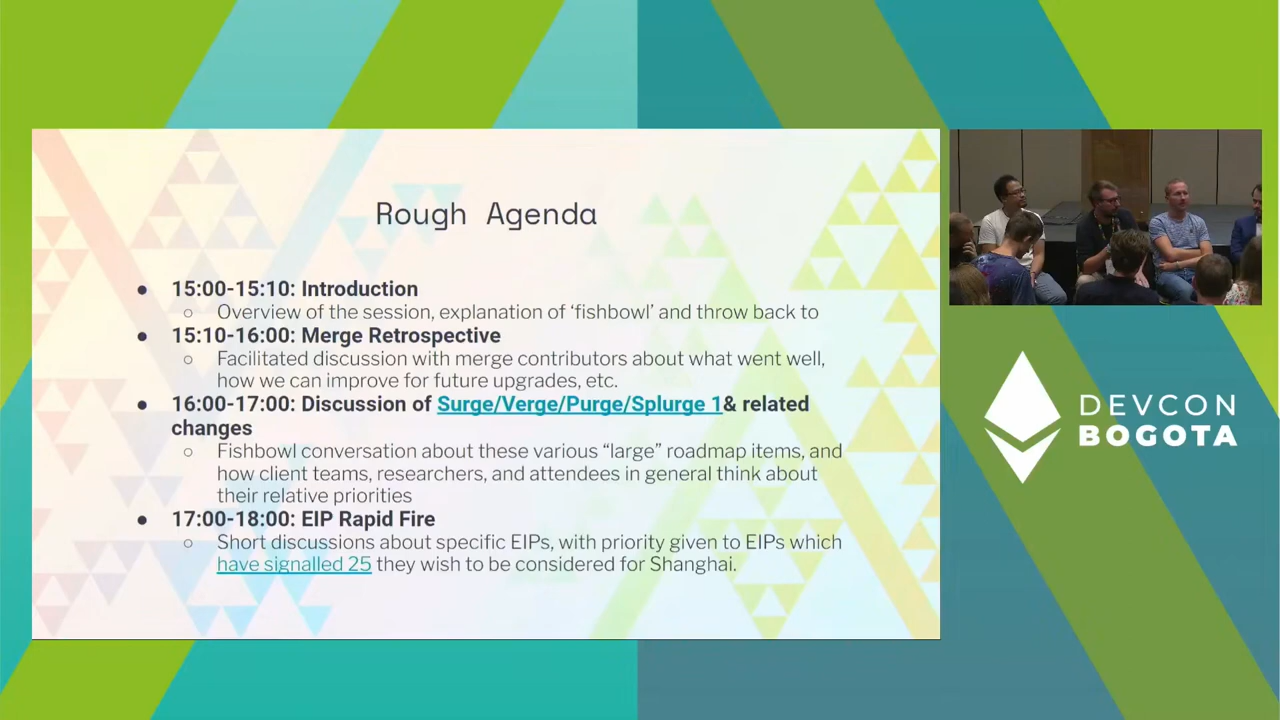 Rough Agenda
● 15:00-15:10: Introduction
○ Overview of the session, explanation of ‘fishbowl’ and throw back to
● 15:10-16:00: Merge Retrospective
○ Facilitated discussion with merge contributors about what went well,
how we can improve for future upgrades, etc.
● 16:00-17:00: Discussion of Surge/Verge/Purge/Splurge 1& related
changes
○ Fishbowl conversation about these various “large” roadmap items, and
how client teams, researchers, and attendees in general think about
their relative priorities
● 17:00-18:00: EIP Rapid Fire
○ Short discussions about specific EIPs, with priority given to EIPs which
have signalled 25 they wish to be considered for Shanghai.
DEVCON
BOGOTA